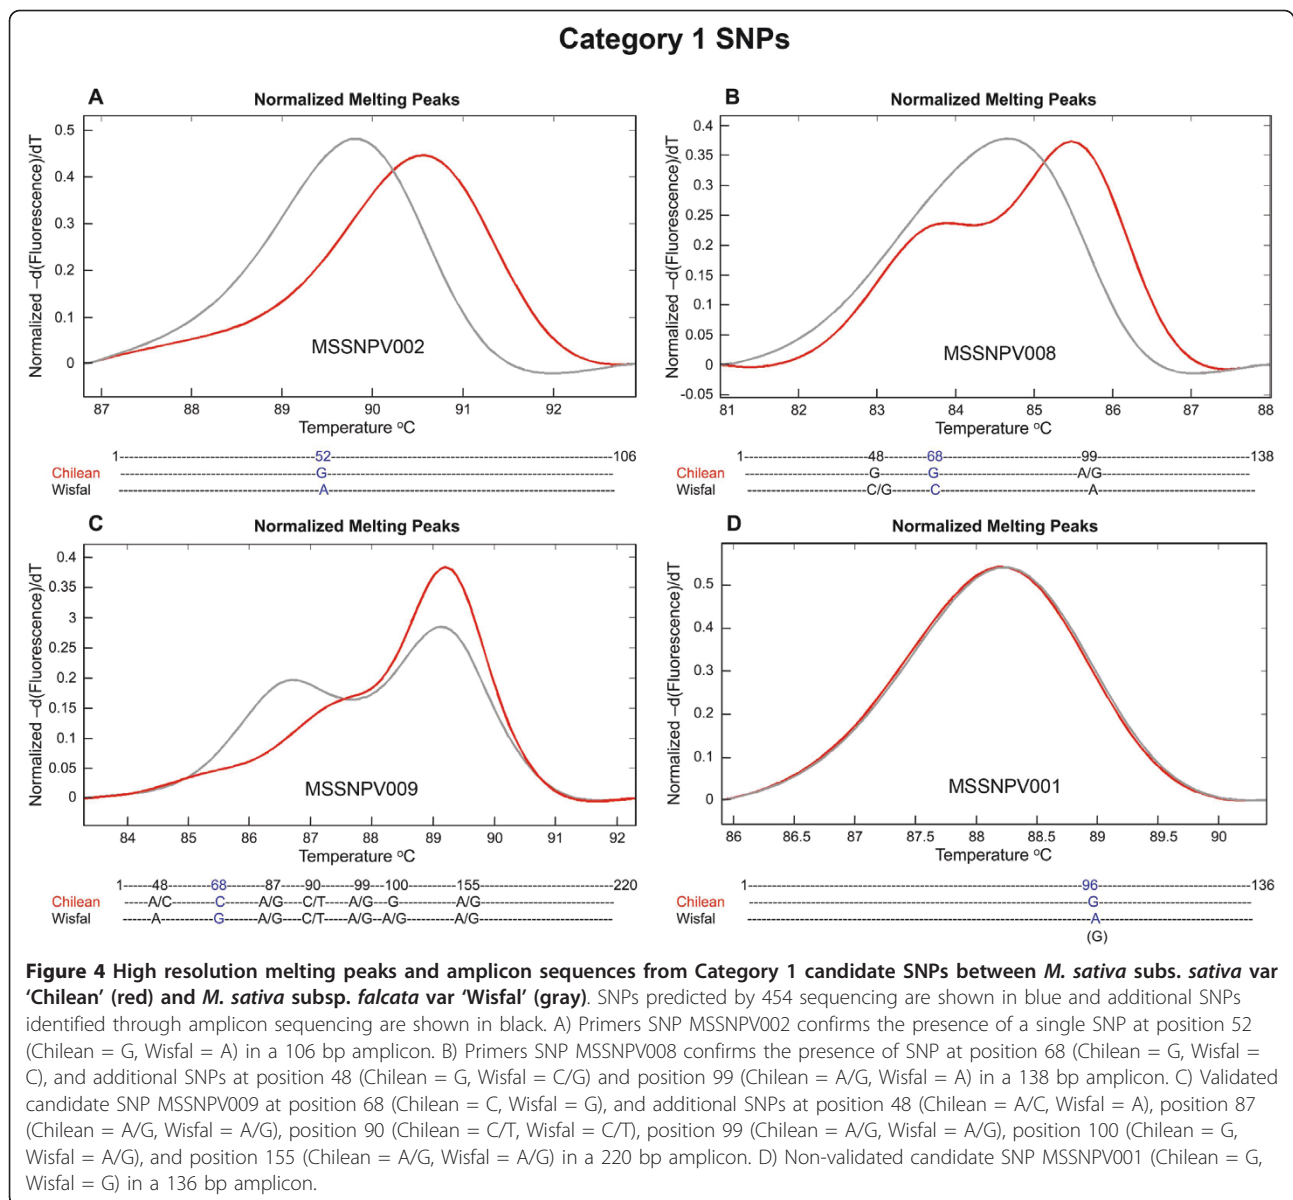 Category 1 SNPs
A
Normalized Melting Peaks
Normalized –d(Fluorescence)/dT
0.5
0.4
0.3
0.2
0.1
0
MSSNPV002
87 88 89 90 91 92
Temperature ºC
1----------52----------106
Chilean ----------G----------
Wisfal ----------A----------
B
Normalized Melting Peaks
Normalized –d(Fluorescence)/dT
0.4
0.35
0.3
0.25
0.2
0.15
0.1
0.05
0
-0.05
MSSNPV008
81 82 83 84 85 86 87 88
Temperature ºC
1----------48-------68----------99----------138
Chilean ----------G-------G----------A/G----------
Wisfal ----------C/G-------C----------A----------
C
Normalized Melting Peaks
Normalized –d(Fluorescence)/dT
0.4
0.35
3
0.25
0.2
0.15
0.1
0.05
0
MSSNPV009
84 85 86 87 88 89 90 91 92
Temperature ºC
1------48--------68-------87-----90------99----100---------155----------220
Chilean -----A/C-------C------A/G----C/T-----A/G---G--------A/G----------
Wisfal -----A-------G------A/G----C/T-----A/G--A/G--------A/G----------
D
Normalized Melting Peaks
Normalized –d(Fluorescence)/dT
0.5
0.4
0.3
0.2
0.1
0
MSSNPV001
86 86.5 87 87.5 88 88.5 89 89.5 90
Temperature ºC
1----------96----------136
Chilean ----------G----------
Wisfal ----------A----------
(G)
Figure 4 High resolution melting peaks and amplicon sequences from Category 1 candidate SNPs between M. sativa subs. sativa var
'Chilean' (red) and M. sativa subsp. falcata var 'Wisfal' (gray). SNPs predicted by 454 sequencing are shown in blue and additional SNPs
identified through amplicon sequencing are shown in black. A) Primers SNP MSSNPV002 confirms the presence of a single SNP at position 52
(Chilean = G, Wisfal = A) in a 106 bp amplicon. B) Primers SNP MSSNPV008 confirms the presence of SNP at position 68 (Chilean = G, Wisfal =
C), and additional SNPs at position 48 (Chilean = G, Wisfal = C/G) and position 99 (Chilean = A/G, Wisfal = A) in a 138 bp amplicon. C) Validated
candidate SNP MSSNPV009 at position 68 (Chilean = C, Wisfal = G), and additional SNPs at position 48 (Chilean = A/C, Wisfal = A), position 87
(Chilean = A/G, Wisfal = A/G), position 90 (Chilean = C/T, Wisfal = C/T), position 99 (Chilean = A/G, Wisfal = A/G), position 100 (Chilean = G,
Wisfal = A/G), and position 155 (Chilean = A/G, Wisfal = A/G) in a 220 bp amplicon. D) Non-validated candidate SNP MSSNPV001 (Chilean = G,
Wisfal = G) in a 136 bp amplicon.